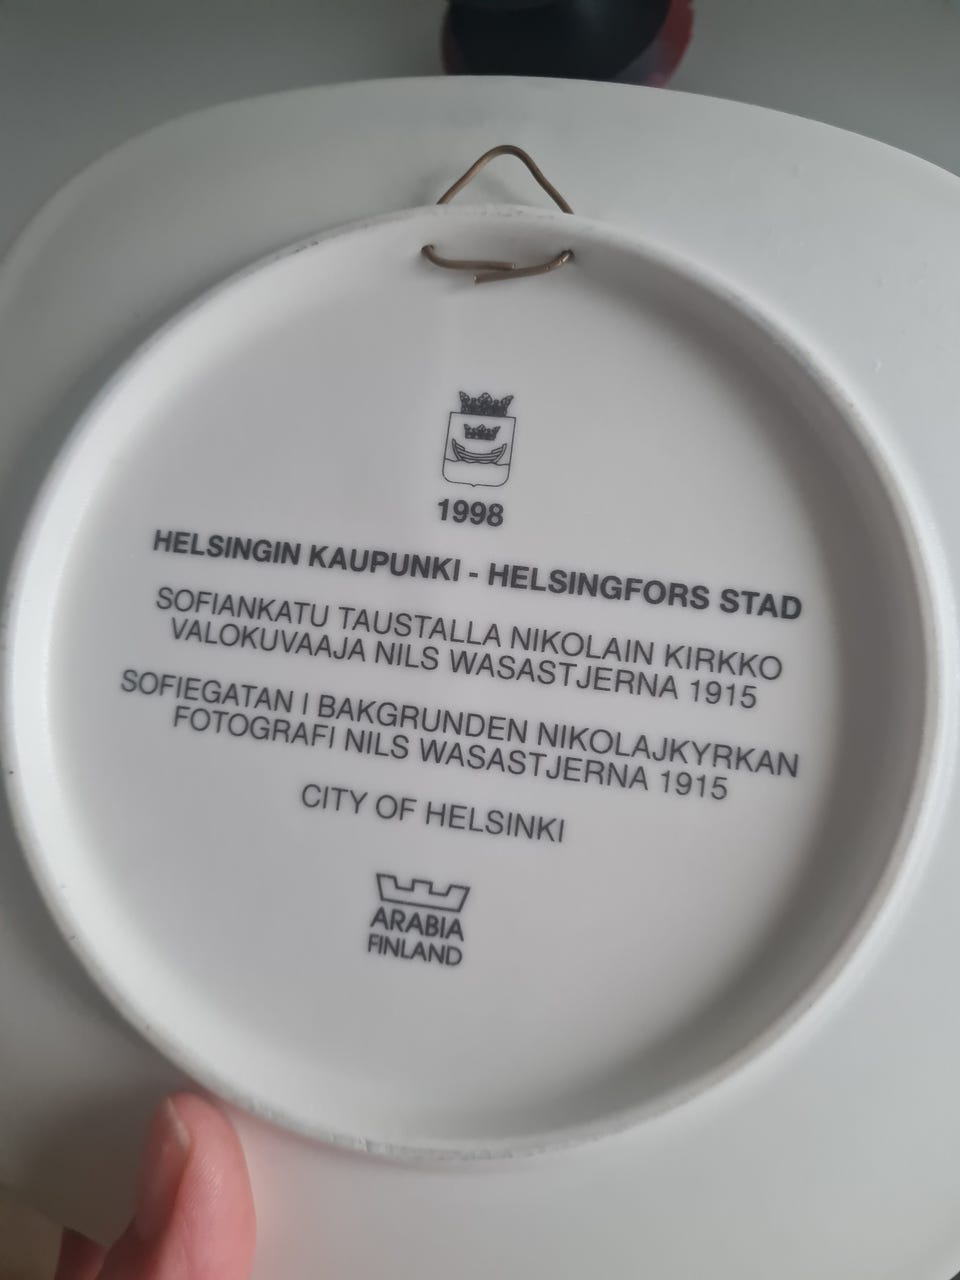 1998
HELSINGIN KAUPUNKI - HELSINGFORS STAD
SOFIANKATU TAUSTALLA NIKOLAIN KIRKKO
VALOKUVAAJA NILS WASASTJERNA 1915
SOFIEGATAN I BAKGRUNDEN NIKOLAJKYRKAN
FOTOGRAFI NILS WASASTJERNA 1915
CITY OF HELSINKI
ARABIA
FINLAND